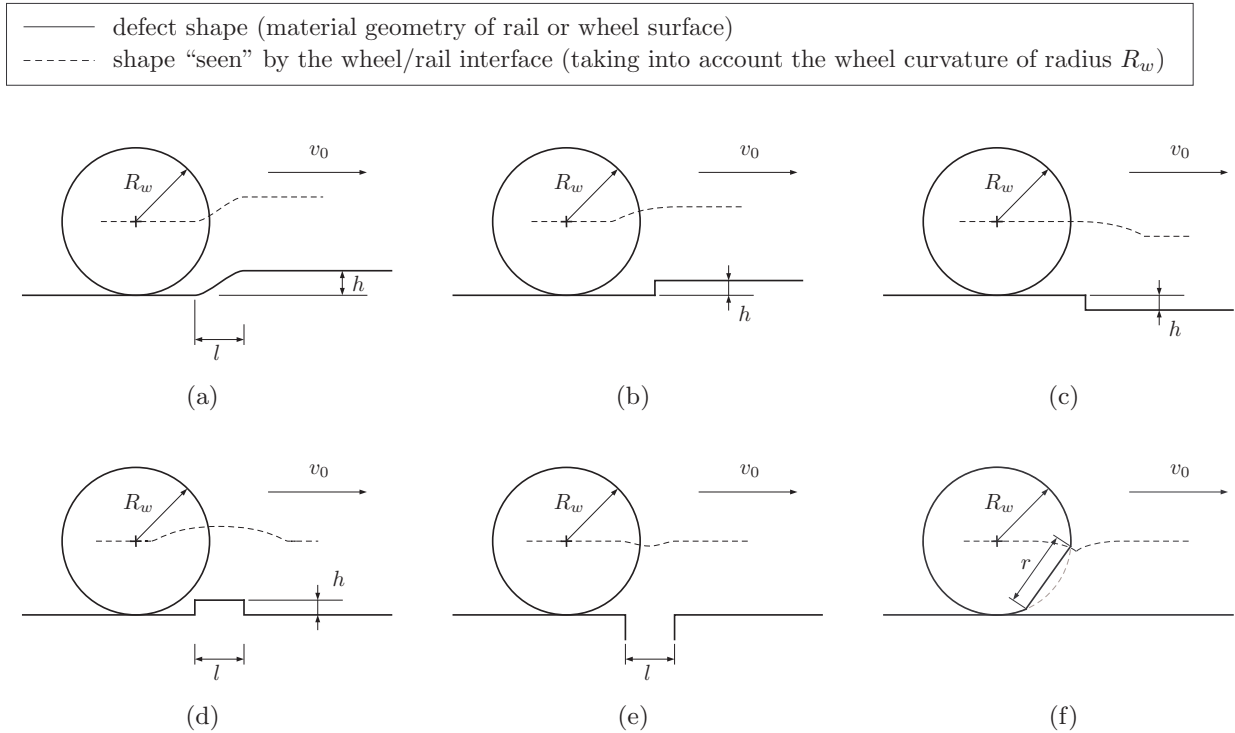 defect shape (material geometry of rail or wheel surface)
shape “seen” by the wheel/rail interface (taking into account the wheel curvature of radius R_w)
v_0
R_w
h
l
(a)
v_0
R_w
h
(b)
v_0
R_w
h
(c)
v_0
R_w
h
l
(d)
v_0
R_w
l
(e)
v_0
R_w
r
(f)